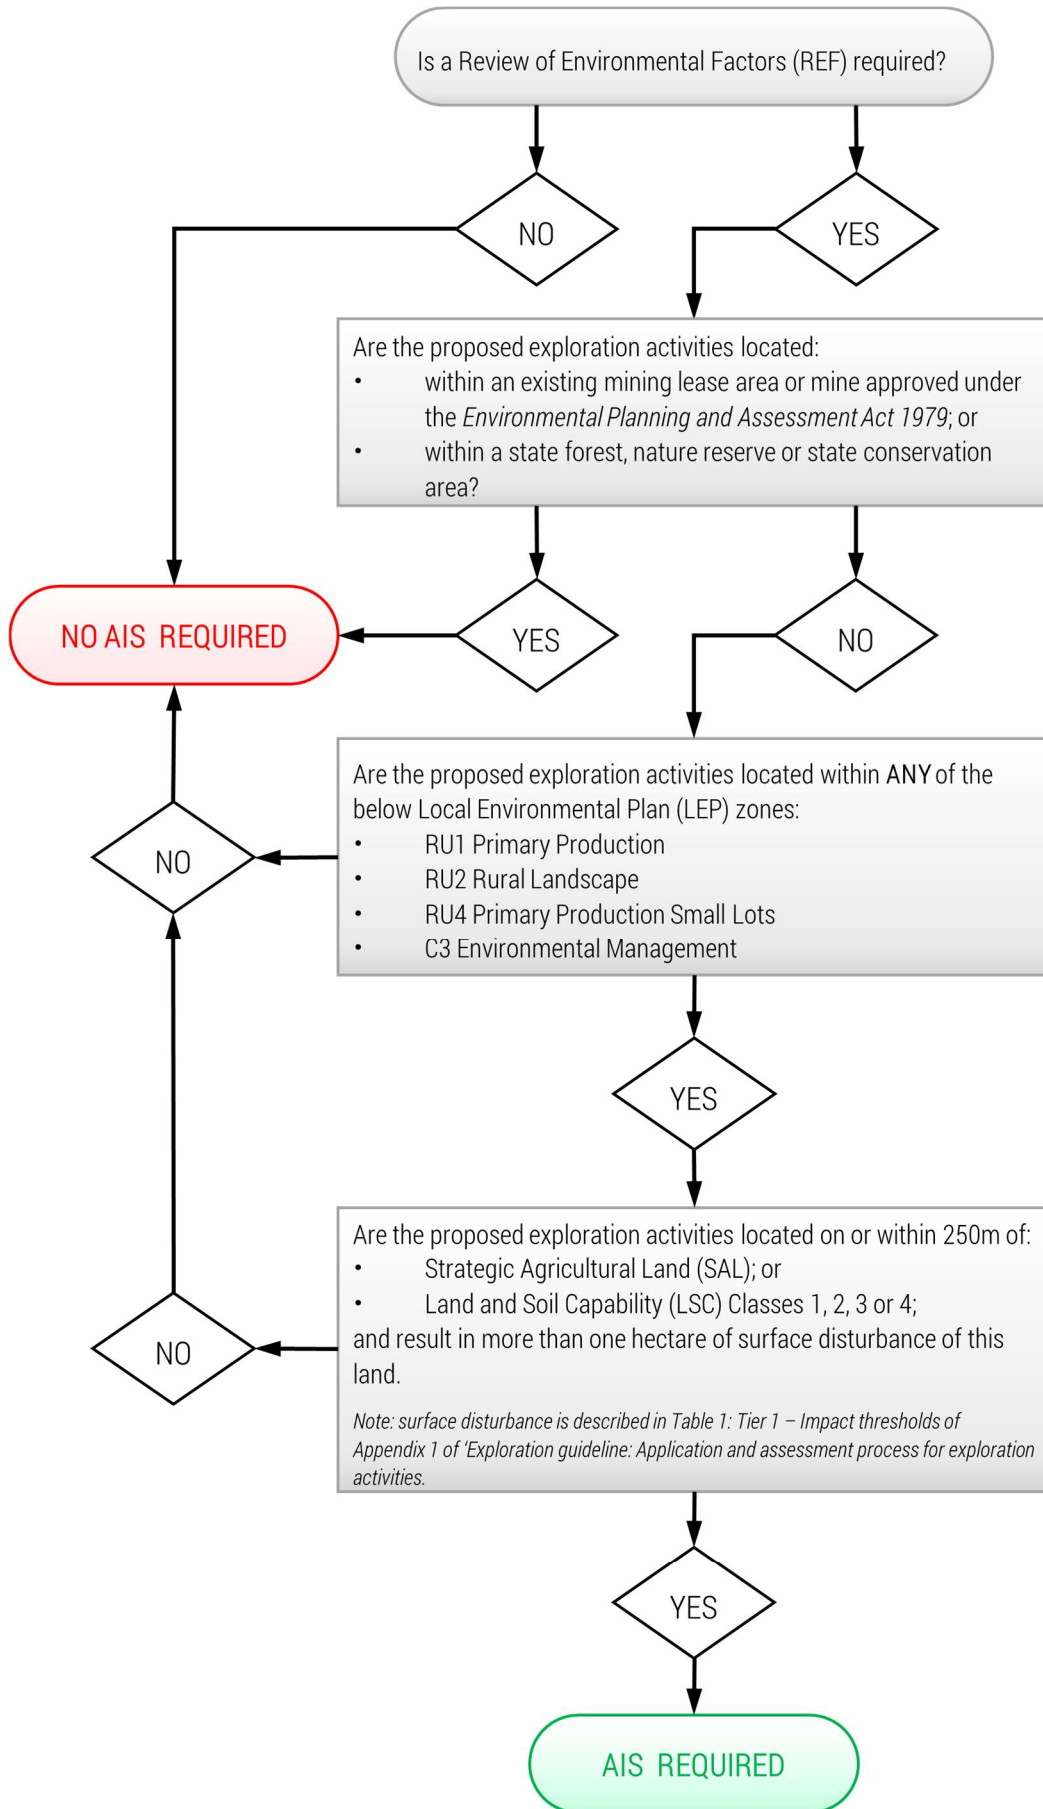 Is a Review of Environmental Factors (REF) required?
NO
YES
Are the proposed exploration activities located:
• within an existing mining lease area or mine approved under
the Environmental Planning and Assessment Act 1979; or
• within a state forest, nature reserve or state conservation
area?
NO AIS REQUIRED
YES
NO
Are the proposed exploration activities located within ANY of the
below Local Environmental Plan (LEP) zones:
• RU1 Primary Production
• RU2 Rural Landscape
• RU4 Primary Production Small Lots
• C3 Environmental Management
NO
YES
Are the proposed exploration activities located on or within 250m of:
• Strategic Agricultural Land (SAL); or
• Land and Soil Capability (LSC) Classes 1, 2, 3 or 4;
and result in more than one hectare of surface disturbance of this
land.
Note: surface disturbance is described in Table 1: Tier 1 – Impact thresholds of
Appendix 1 of ‘Exploration guideline: Application and assessment process for exploration
activities.
NO
YES
AIS REQUIRED